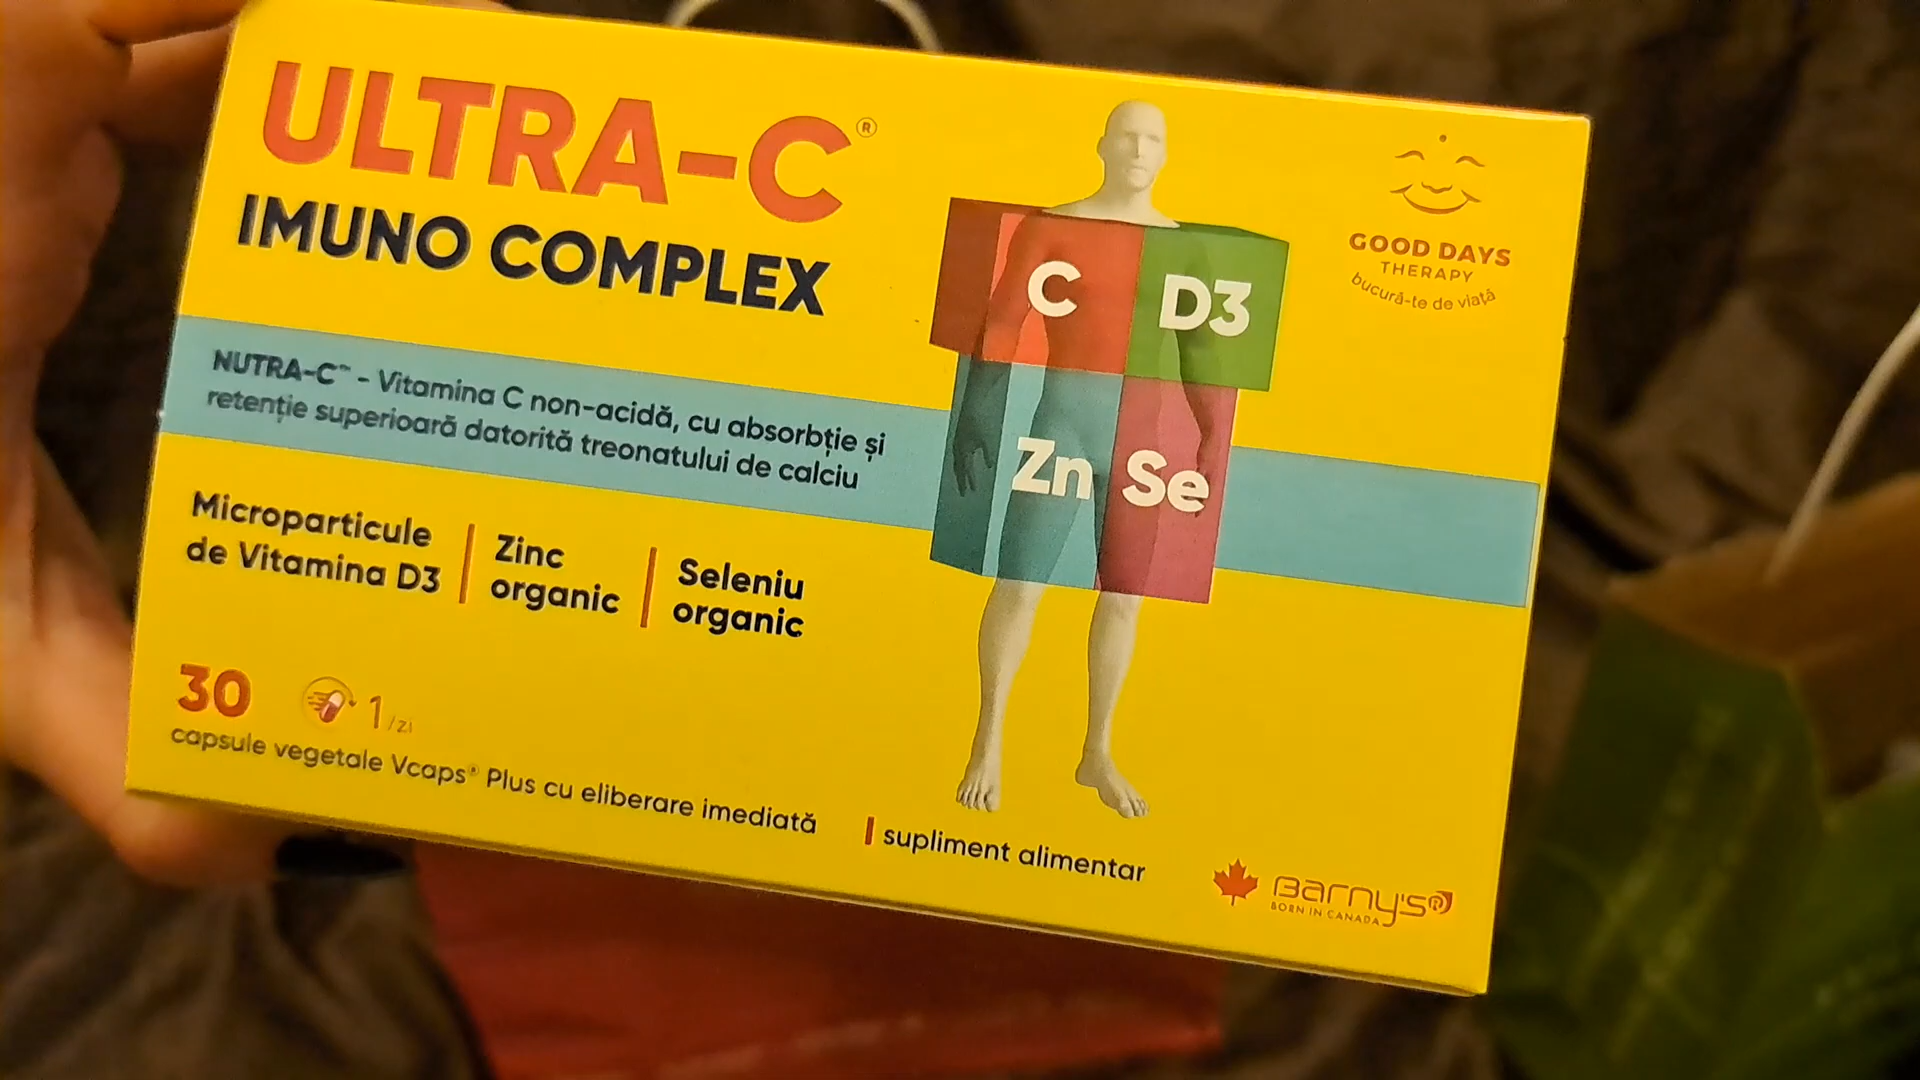 ULTRA-C®
IMUNO COMPLEX
NUTRA-C™ - Vitamina C non-acidă, cu absorbție și
retenție superioară datorită treonatului de calciu
Microparticule
de Vitamina D3
Zinc
organic
Seleniu
organic
30
1/zi
capsule vegetale Vcaps® Plus cu eliberare imediată
supliment alimentar
C
D3
Zn
Se
GOOD DAYS
THERAPY
bucură-te de viață
Barny's®
BORN IN CANADA